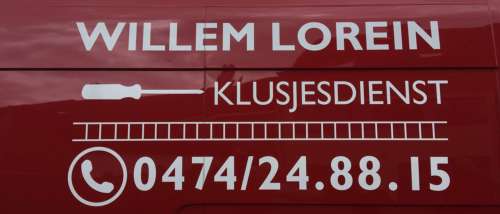 WILLEM LOREIN
KLUSJESDIENST
0474/24.88.15